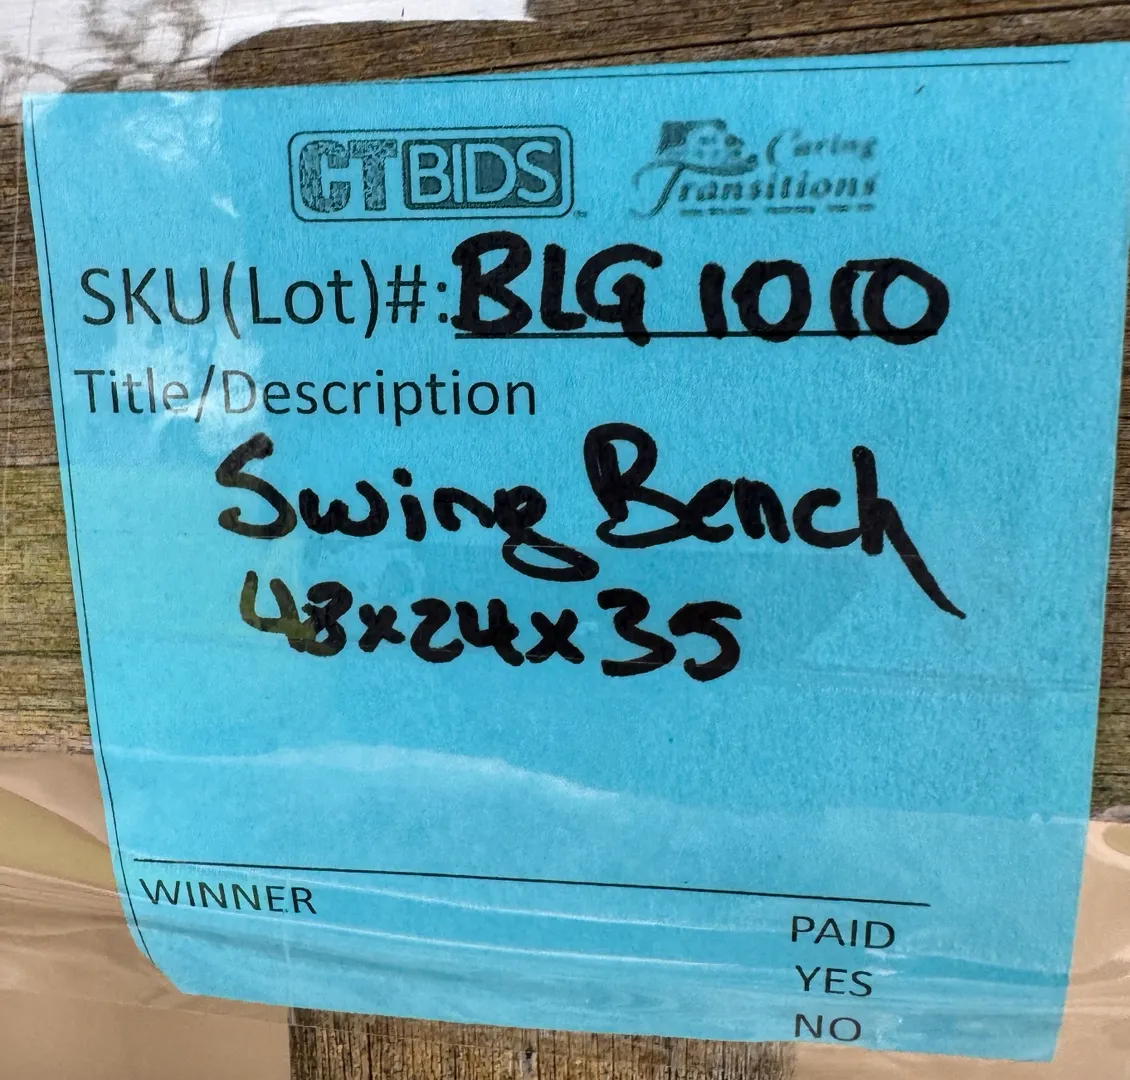 CTBIDS
Caring
Transitions
SKU(Lot)#: BLG 1010
Title/Description
Swing Bench
48x24x35
WINNER
PAID
YES
NO